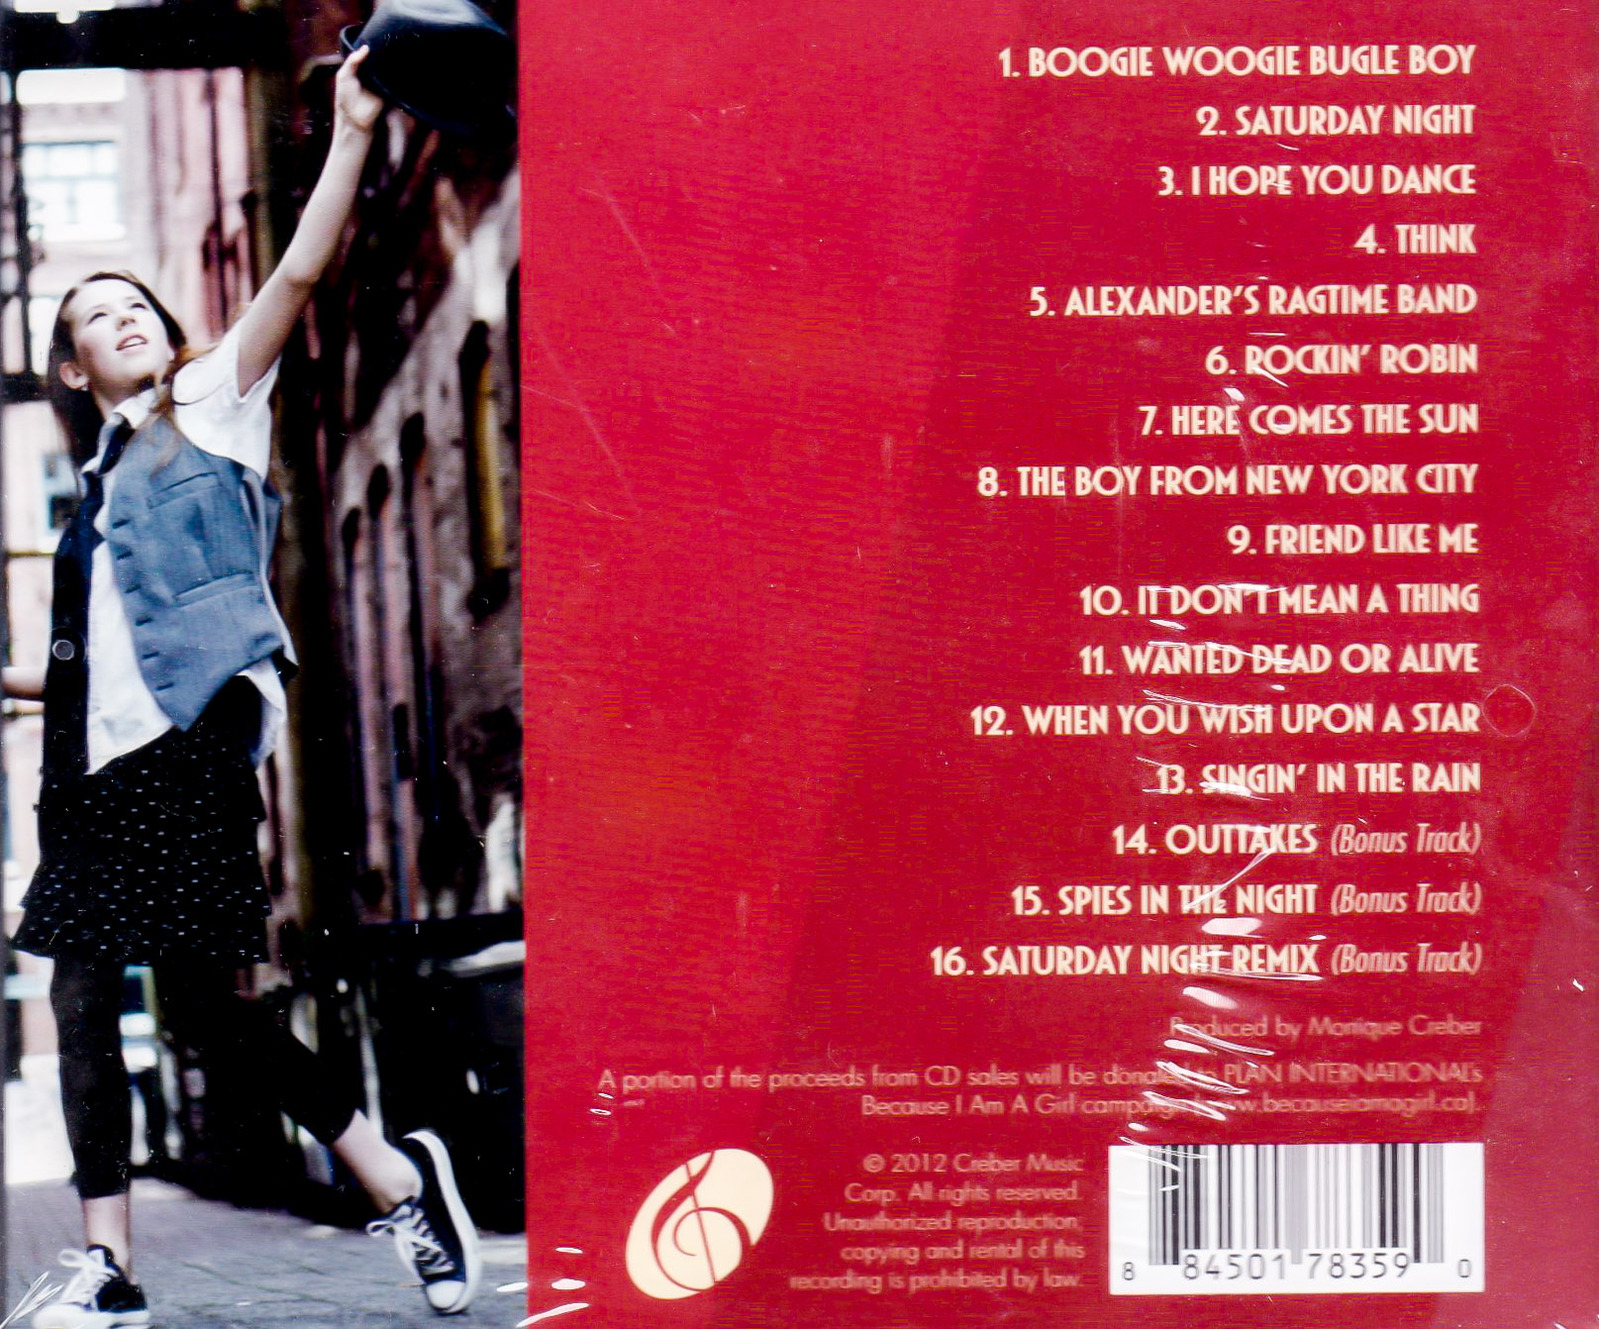 1. BOOGIE WOOGIE BUGLE BOY
2. SATURDAY NIGHT
3. I HOPE YOU DANCE
4. THINK
5. ALEXANDER'S RAGTIME BAND
6. ROCKIN' ROBIN
7. HERE COMES THE SUN
8. THE BOY FROM NEW YORK CITY
9. FRIEND LIKE ME
10. IT DON'T MEAN A THING
11. WANTED DEAD OR ALIVE
12. WHEN YOU WISH UPON A STAR
13. SINGIN' IN THE RAIN
14. OUTTAKES (Bonus Track)
15. SPIES IN THE NIGHT (Bonus Track)
16. SATURDAY NIGHT REMIX (Bonus Track)
Produced by Monique Creber
A portion of the proceeds from CD sales will be donated to PLAN INTERNATIONAL's
Because I Am A Girl campaign (www.becauseiamagirl.ca).
© 2012 Creber Music
Corp. All rights reserved.
Unauthorized reproduction,
copying and rental of this
recording is prohibited by law.
8 84501 78359 0